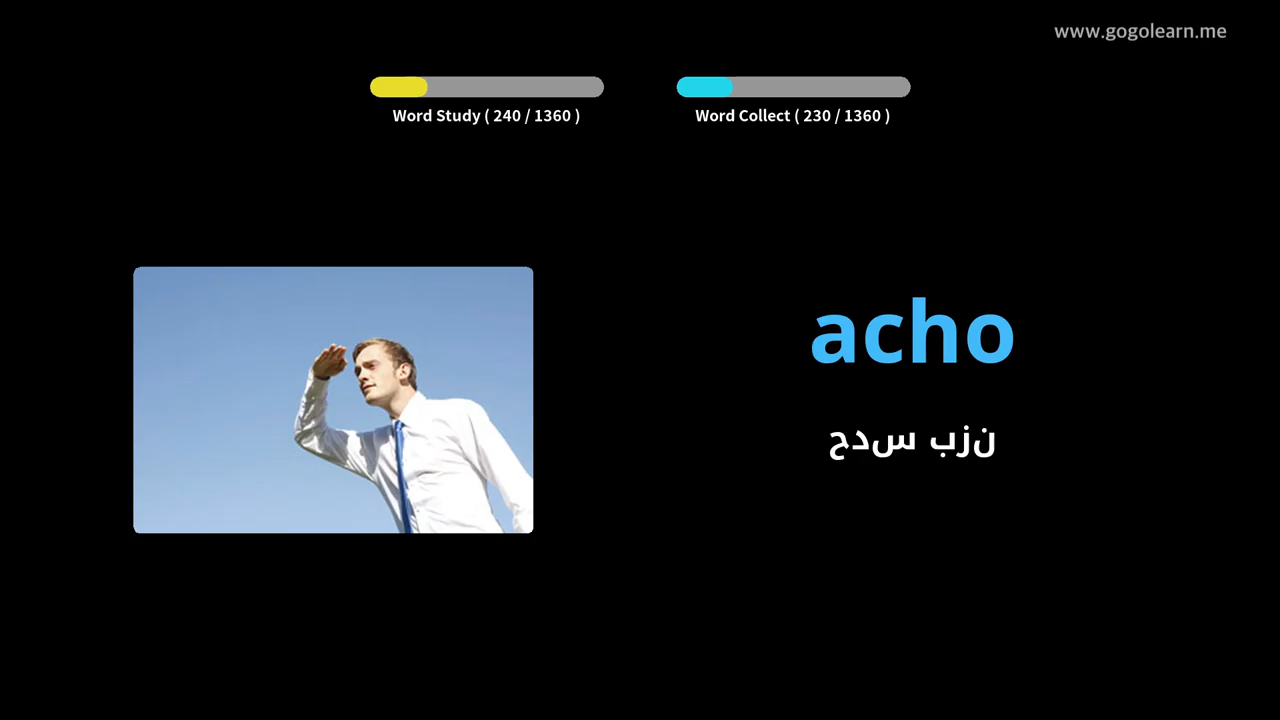 www.gogolearn.me
Word Study ( 240 / 1360 )
Word Collect ( 230 / 1360 )
acho
نزب سدح